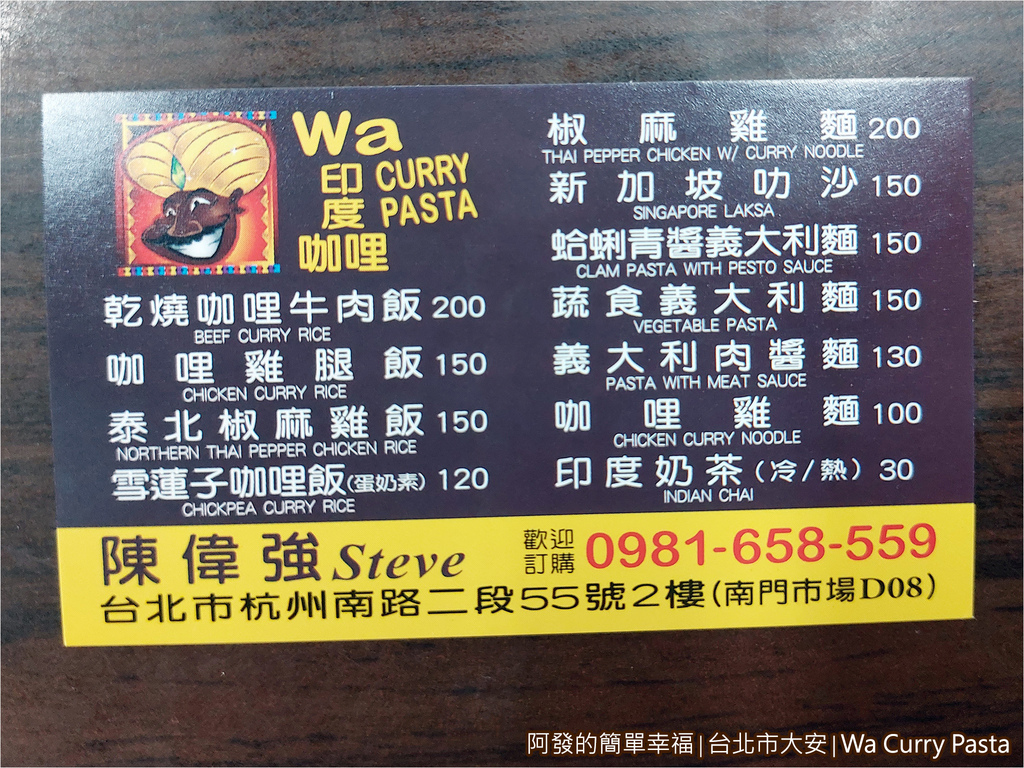 Wa
印 CURRY
度 PASTA
咖哩
乾燒咖哩牛肉飯 200
BEEF CURRY RICE
咖哩雞腿飯 150
CHICKEN CURRY RICE
泰北椒麻雞飯 150
NORTHERN THAI PEPPER CHICKEN RICE
雪蓮子咖哩飯(蛋奶素) 120
CHICKPEA CURRY RICE
椒麻雞麵 200
THAI PEPPER CHICKEN W/ CURRY NOODLE
新加坡叻沙 150
SINGAPORE LAKSA
蛤蜊青醬義大利麵 150
CLAM PASTA WITH PESTO SAUCE
蔬食義大利麵 150
VEGETABLE PASTA
義大利肉醬麵 130
PASTA WITH MEAT SAUCE
咖哩雞麵 100
CHICKEN CURRY NOODLE
印度奶茶(冷/熱) 30
INDIAN CHAI
陳偉強 Steve
歡迎訂購 0981-658-559
台北市杭州南路二段55號2樓(南門市場D08)
阿發的簡單幸福|台北市大安|Wa Curry Pasta